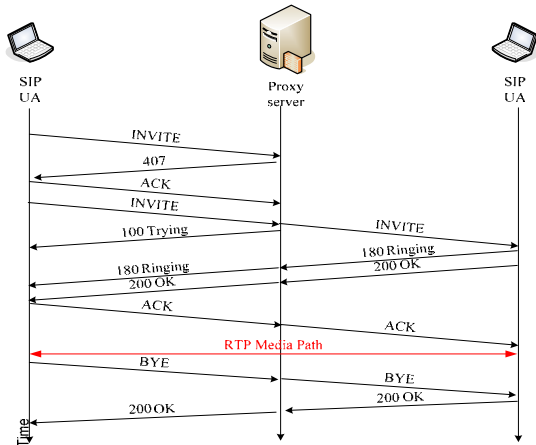 SIP
UA
Proxy
server
SIP
UA
INVITE
407
ACK
INVITE
INVITE
100 Trying
180 Ringing
180 Ringing
200 OK
200 OK
ACK
ACK
RTP Media Path
BYE
BYE
200 OK
200 OK
Time